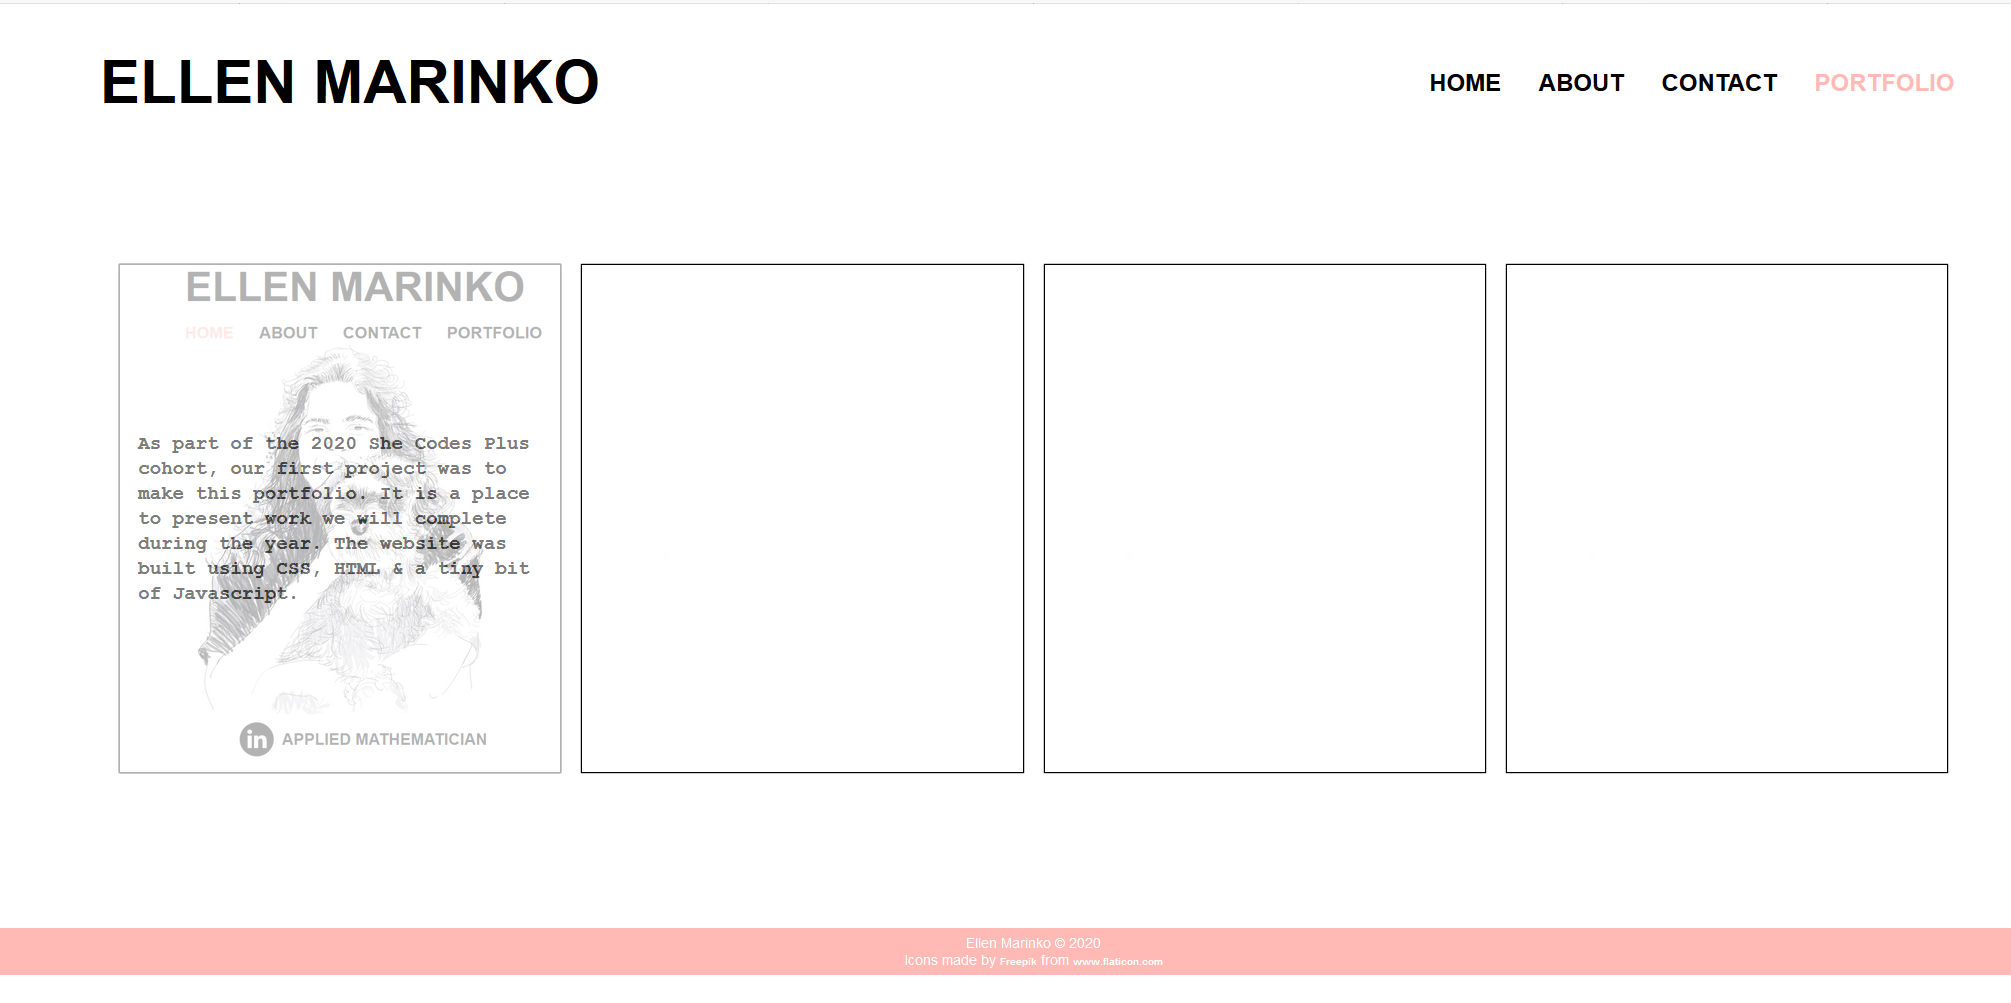 ELLEN MARINKO
HOME ABOUT CONTACT PORTFOLIO
ELLEN MARINKO
HOME ABOUT CONTACT PORTFOLIO
As part of the 2020 She Codes Plus
cohort, our first project was to
make this portfolio. It is a place
to present work we will complete
during the year. The website was
built using CSS, HTML & a tiny bit
of Javascript.
in APPLIED MATHEMATICIAN
Ellen Marinko © 2020
Icons made by Freepik from www.flaticon.com